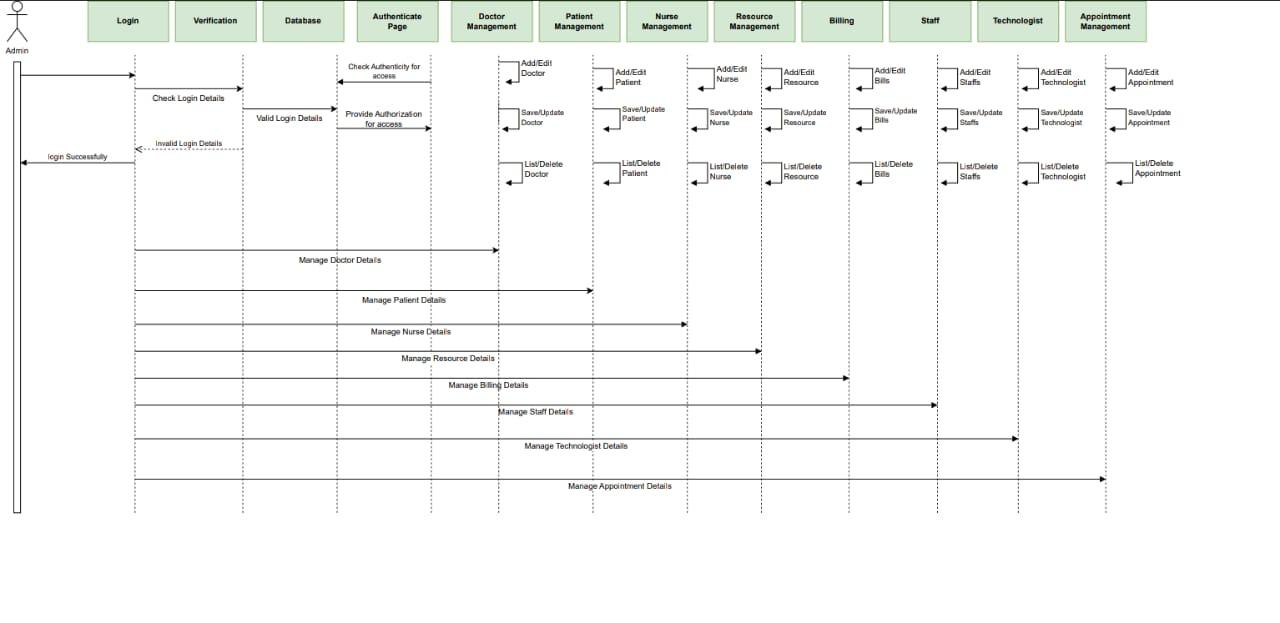 Login
Verification
Database
Authenticate
Page
Doctor
Management
Patient
Management
Nurse
Management
Resource
Management
Billing
Staff
Technologist
Appointment
Management
Admin
Check Login Details
Valid Login Details
Check Authenticity for
access
Provide Authorization
for access
Invalid Login Details
login Successfully
Add/Edit
Doctor
Add/Edit
Patient
Add/Edit
Nurse
Add/Edit
Resource
Add/Edit
Bills
Add/Edit
Staffs
Add/Edit
Technologist
Add/Edit
Appointment
Save/Update
Doctor
Save/Update
Patient
Save/Update
Nurse
Save/Update
Resource
Save/Update
Bills
Save/Update
Staffs
Save/Update
Technologist
Save/Update
Appointment
List/Delete
Doctor
List/Delete
Patient
List/Delete
Nurse
List/Delete
Resource
List/Delete
Bills
List/Delete
Staffs
List/Delete
Technologist
List/Delete
Appointment
Manage Doctor Details
Manage Patient Details
Manage Nurse Details
Manage Resource Details
Manage Billing Details
Manage Staff Details
Manage Technologist Details
Manage Appointment Details